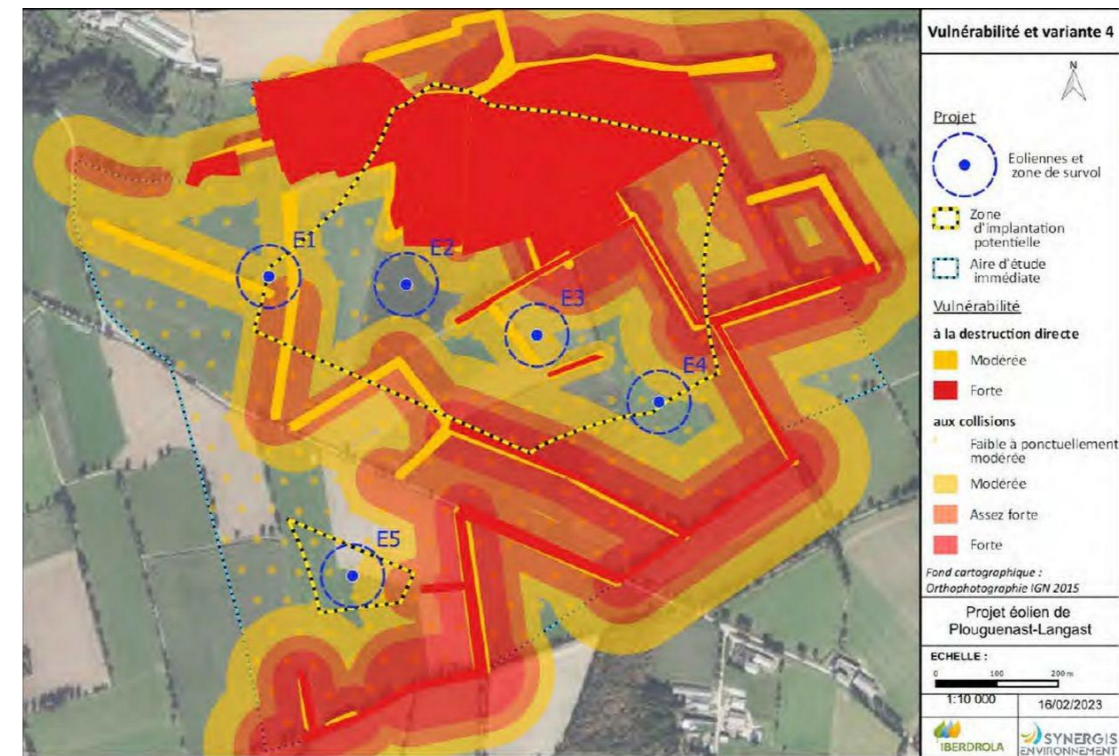 Vulnérabilité et variante 4
N
Projet
Eoliennes et
zone de survol
Zone
d'implantation
potentielle
Aire d'étude
immédiate
Vulnérabilité
à la destruction directe
Modérée
Forte
aux collisions
Faible à ponctuellement
modérée
Modérée
Assez forte
Forte
Fond cartographique :
Orthophotographie IGN 2015
Projet éolien de
Plouguenast-Langast
ECHELLE :
0 100 200 m
1:10 000
16/02/2023
IBERDROLA
SYNERGIS
ENVIRONNEMENT
E1
E2
E3
E4
E5